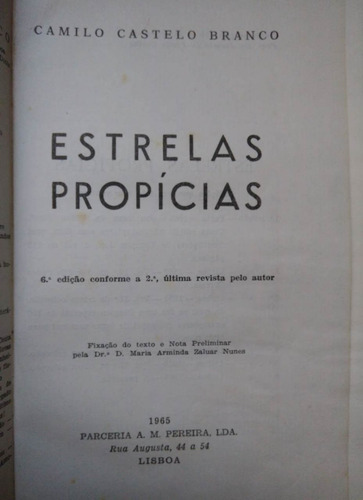 CAMILO CASTELO BRANCO
ESTRELAS
PROPÍCIAS
6.ª edição conforme a 2.ª, última revista pelo autor
Fixação do texto e Nota Preliminar
pela Dr.ª D. Maria Arminda Zaluar Nunes
1965
PARCERIA A. M. PEREIRA, LDA.
Rua Augusta, 44 a 54
LISBOA